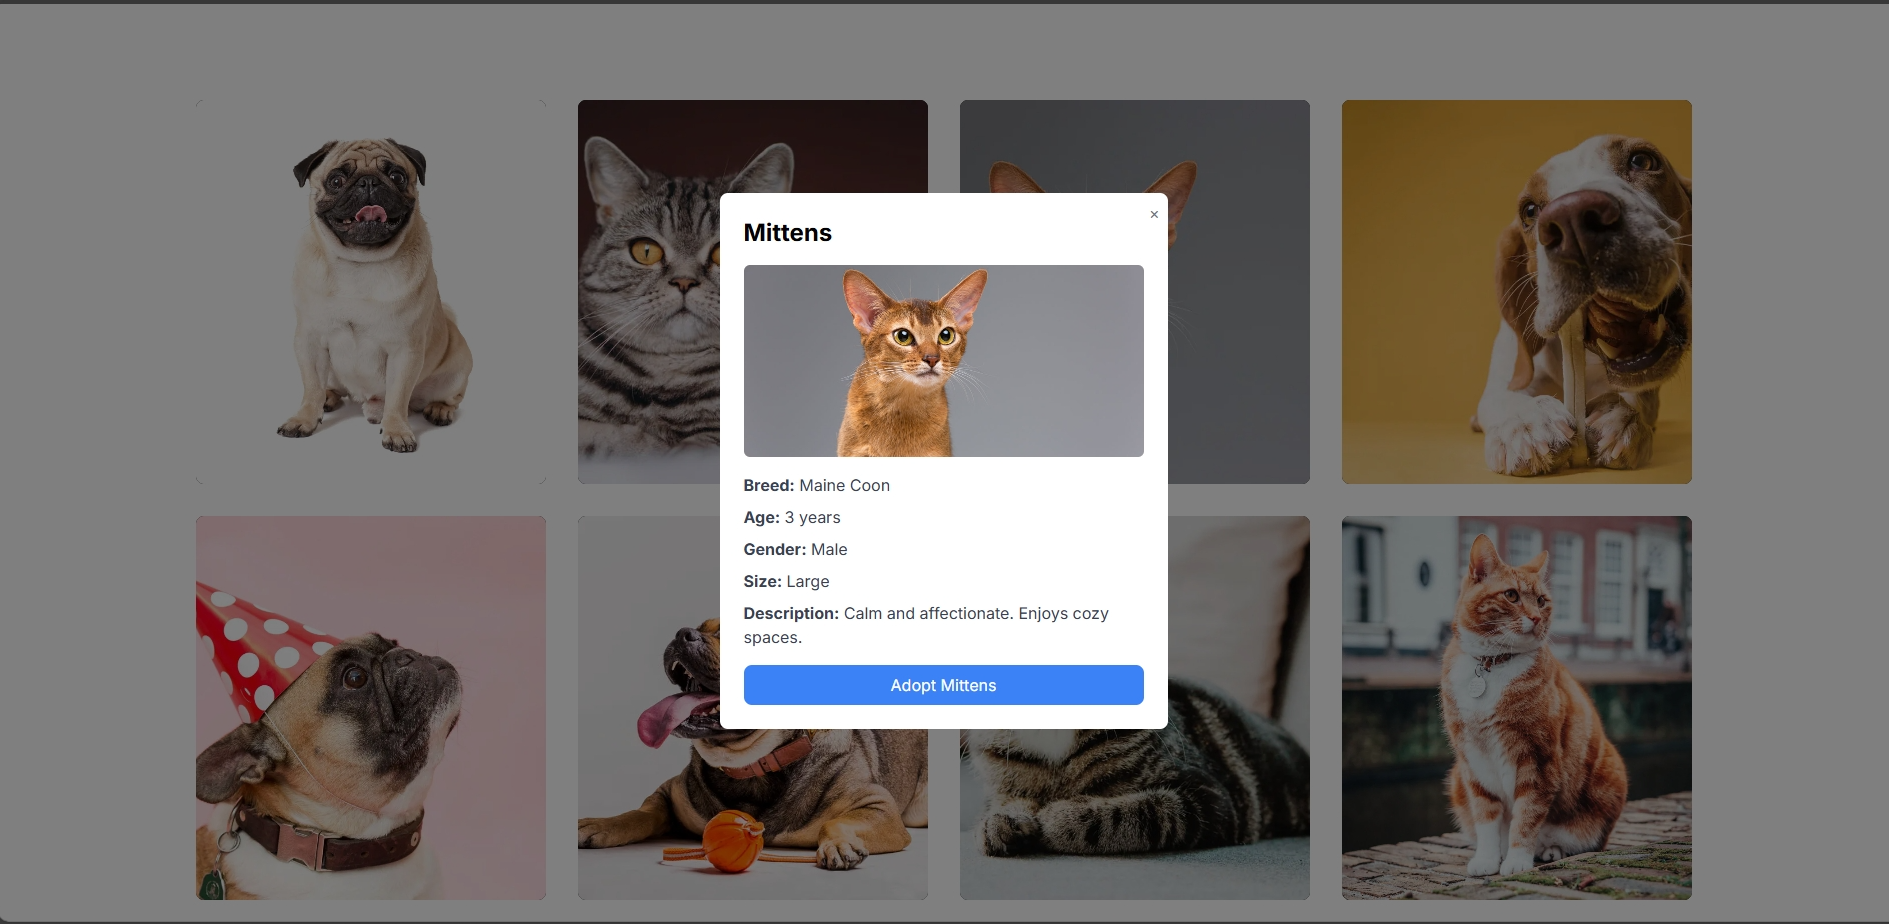 Mittens
×
Breed: Maine Coon
Age: 3 years
Gender: Male
Size: Large
Description: Calm and affectionate. Enjoys cozy
spaces.
Adopt Mittens